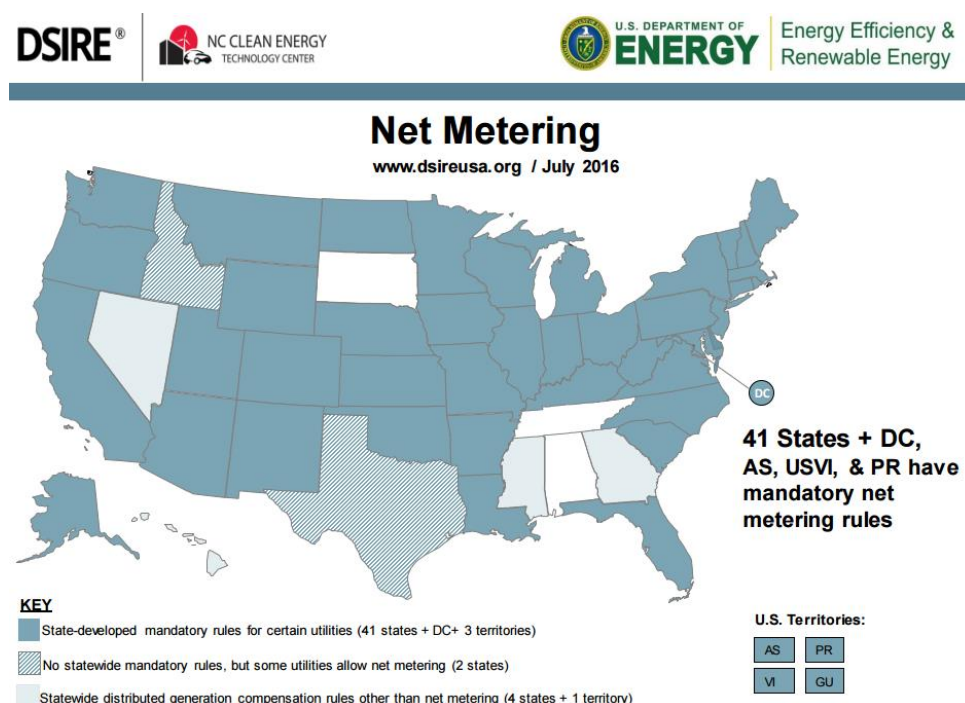 DSIRE®
NC CLEAN ENERGY
TECHNOLOGY CENTER
U.S. DEPARTMENT OF
ENERGY
Energy Efficiency &
Renewable Energy
Net Metering
www.dsireusa.org / July 2016
DC
41 States + DC,
AS, USVI, & PR have
mandatory net
metering rules
KEY
State-developed mandatory rules for certain utilities (41 states + DC+ 3 territories)
No statewide mandatory rules, but some utilities allow net metering (2 states)
Statewide distributed generation compensation rules other than net metering (4 states + 1 territory)
U.S. Territories:
AS PR
VI GU